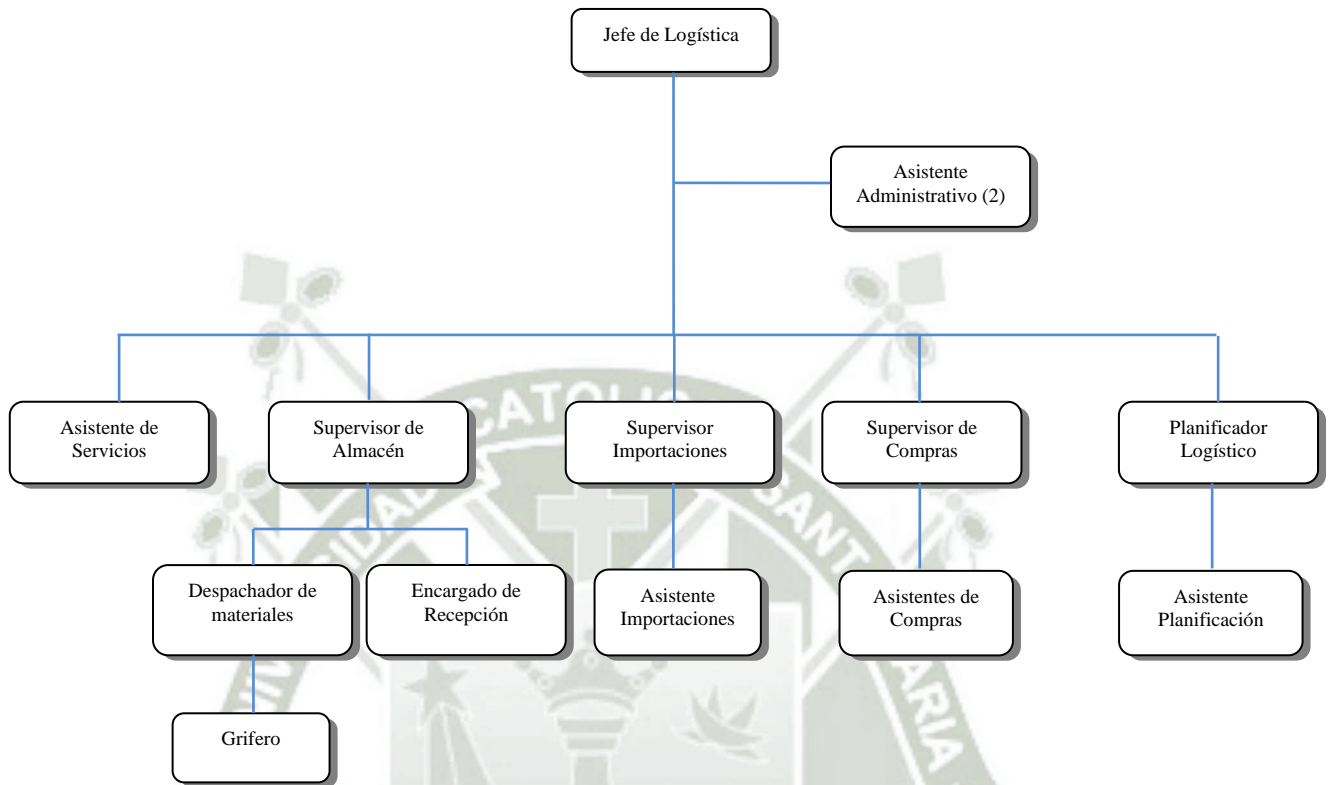 Jefe de Logística
Asistente
Administrativo (2)
Asistente de
Servicios
Supervisor de
Almacén
Supervisor
Importaciones
Supervisor de
Compras
Planificador
Logístico
Despachador de
materiales
Encargado de
Recepción
Asistente
Importaciones
Asistentes de
Compras
Asistente
Planificación
Grifero